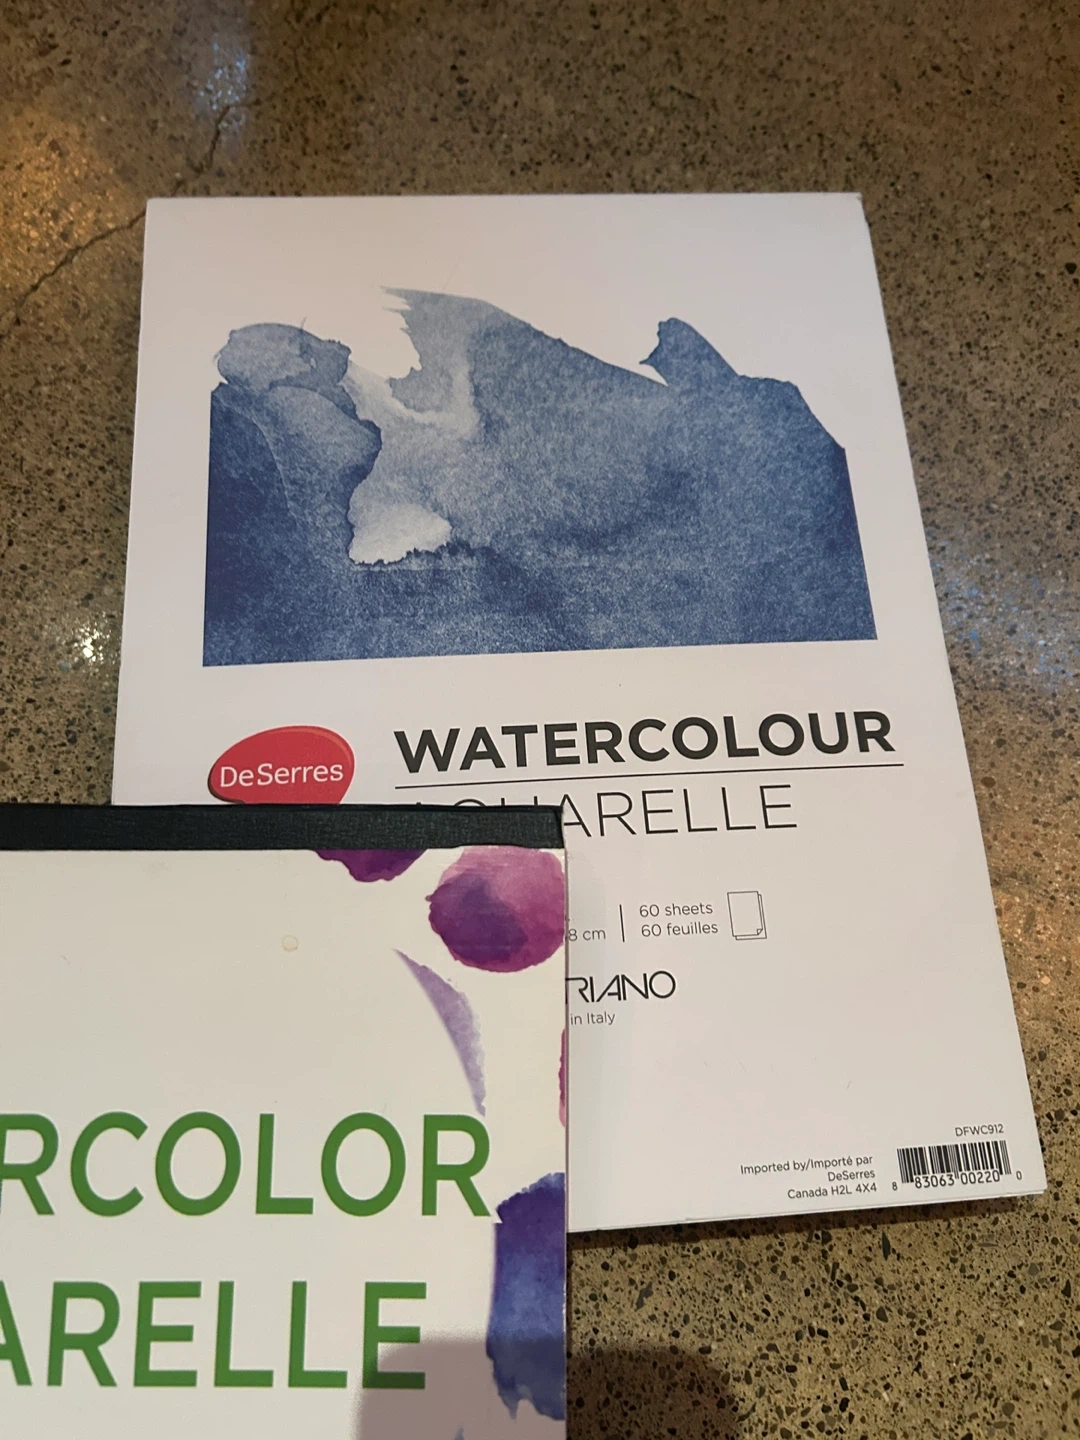 DeSerres
WATERCOLOUR
AQUARELLE
60 sheets
8 cm
60 feuilles
RIANO
in Italy
RCOLOR
ARELLE
DFWC912
Imported by/Importé par
DeSerres
Canada H2L 4X4
8 83063 00220 0